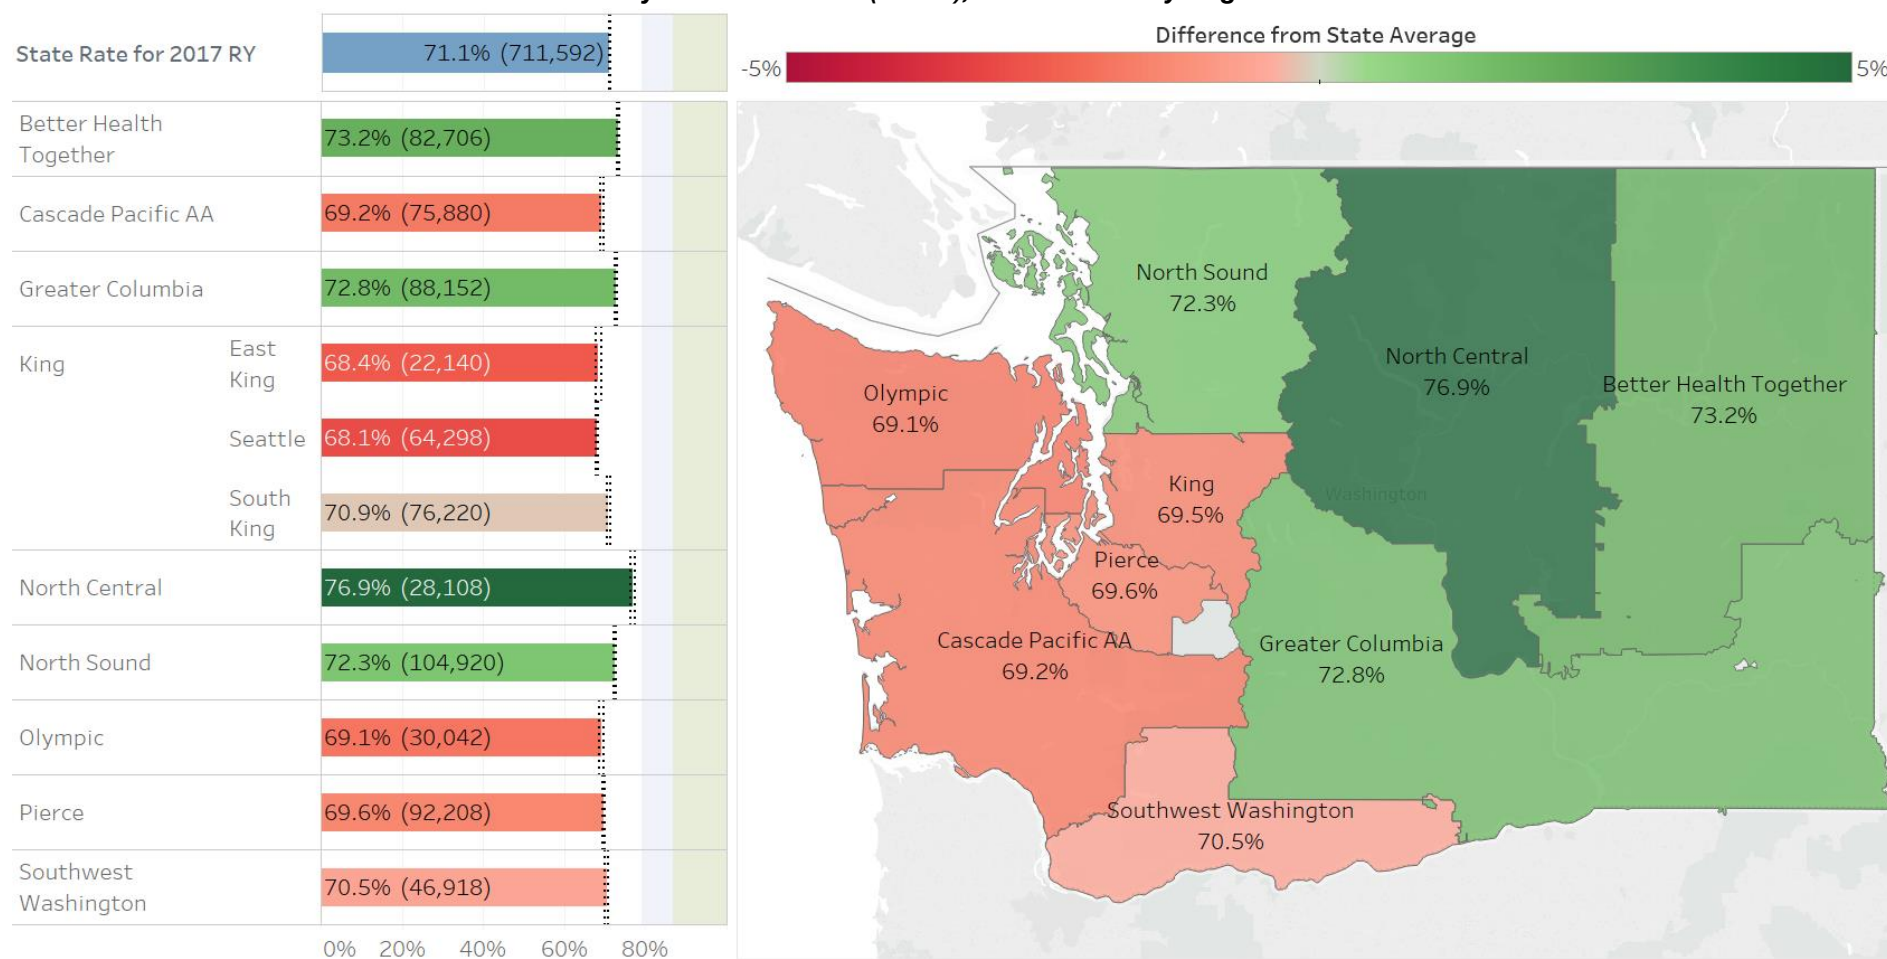 State Rate for 2017 RY
71.1% (711,592)
Better Health
Together
73.2% (82,706)
Cascade Pacific AA
69.2% (75,880)
Greater Columbia
72.8% (88,152)
King
East
King
68.4% (22,140)
Seattle
68.1% (64,298)
South
King
70.9% (76,220)
North Central
76.9% (28,108)
North Sound
72.3% (104,920)
Olympic
69.1% (30,042)
Pierce
69.6% (92,208)
Southwest
Washington
70.5% (46,918)
0% 20% 40% 60% 80%
Difference from State Average
-5%
5%
North Sound
72.3%
North Central
76.9%
Better Health Together
73.2%
Olympic
69.1%
King
69.5%
Washington
Pierce
69.6%
Cascade Pacific AA
69.2%
Greater Columbia
72.8%
Southwest Washington
70.5%